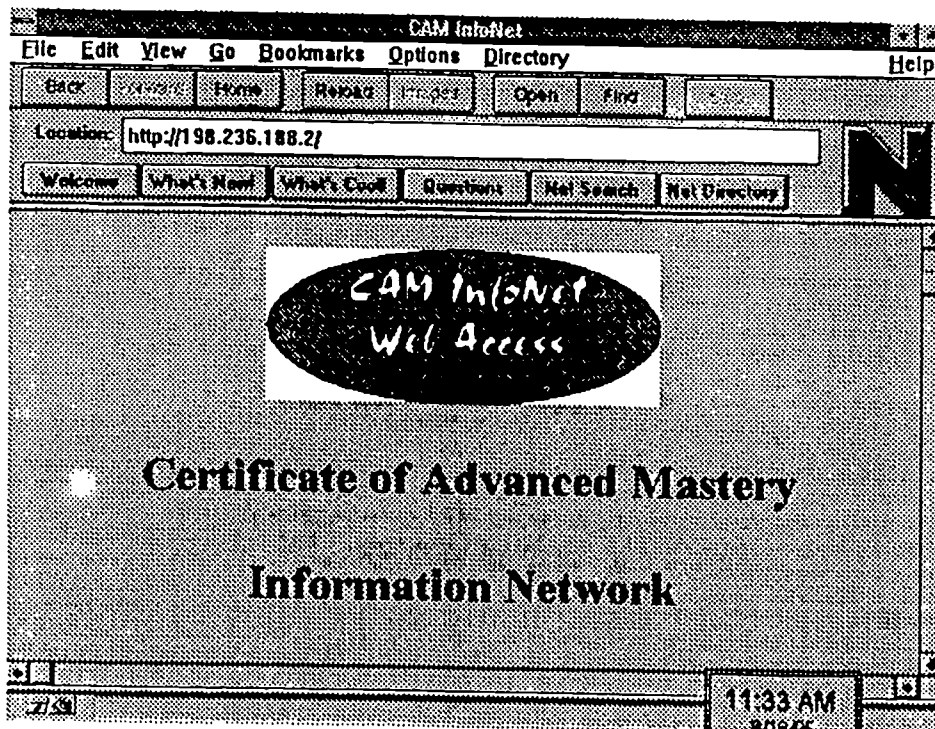 CAM InfoNet
File Edit View Go Bookmarks Options Directory Help
Back Forward Home Reload Images Open Find
Location: http://198.236.188.2/
Welcome What's New! What's Cool! Questions Net Search Net Directory
N
CAM InfoNet
Web Access
Certificate of Advanced Mastery
Information Network
11:33 AM